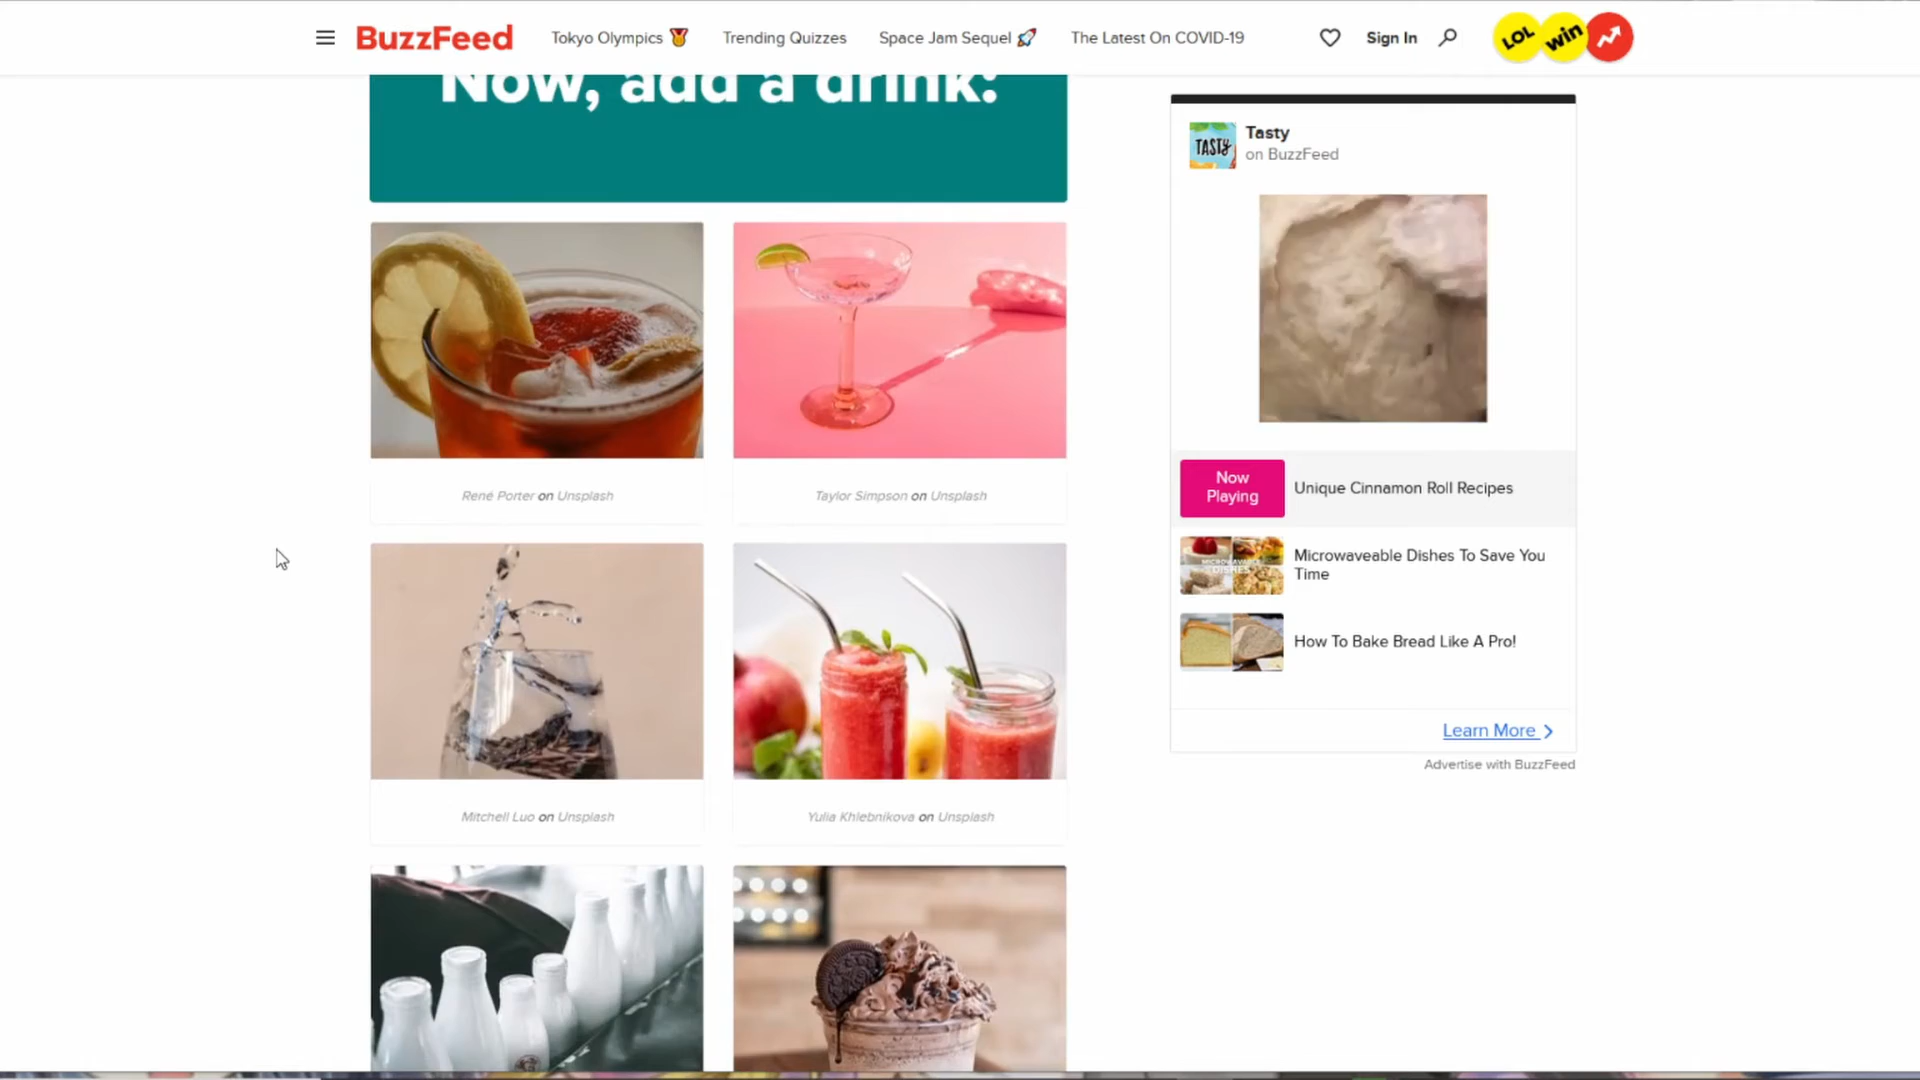 BuzzFeed
Tokyo Olympics
Trending Quizzes
Space Jam Sequel
The Latest On COVID-19
Sign In
LOL
win
Now, add a drink:
René Porter on Unsplash
Taylor Simpson on Unsplash
Mitchell Luo on Unsplash
Yulia Khlebnikova on Unsplash
TASTY
Tasty
on BuzzFeed
Now
Playing
Unique Cinnamon Roll Recipes
MICROWAVABLE
DISHES
Microwaveable Dishes To Save You
Time
How To Bake Bread Like A Pro!
Learn More
Advertise with BuzzFeed